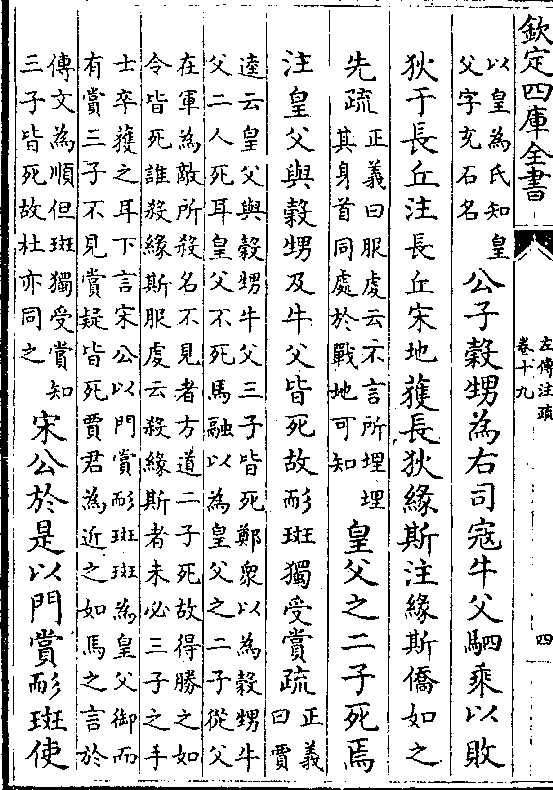 欽定四庫全書
左傳注疏
卷十九
四
以皇為氏知皇
父字充石名
公子糓甥為右司寇牛父駟乘以敗
狄于長丘注長丘宋地獲長狄緣斯注緣斯僑如之
先疏
正義曰服虔云不言所埋埋
其身首同處於戰地可知
皇父之二子死焉
注皇父與糓甥及牛父皆死故耏班獨受賞疏
正義
曰賈
逵云皇父與糓甥牛父三子皆死鄭衆以為糓甥牛
父二人死耳皇父不死馬融以為皇父之二子從父
在軍為敵所殺名不見者方道二子死故得勝之如
令皆死誰殺緣斯服虔云殺緣斯者未必三子之手
士卒獲之耳下言宋公以門賞耏班班為皇父御而
有賞三子不見賞疑皆死賈君為近之如馬之言於
傳文為順但班獨受賞知
三子皆死故杜亦同之
宋公於是以門賞耏班使